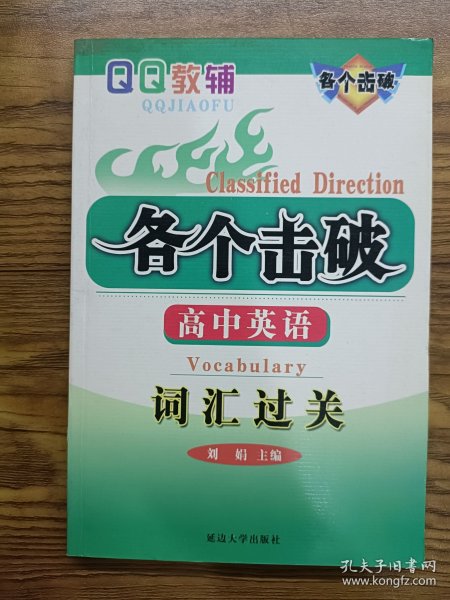 QQ教辅
QQJIAOFU
各个击破
Classified Direction
各个击破
高中英语
Vocabulary
词汇过关
刘娟 主编
延边大学出版社
孔夫子旧书网
www.kongfz.com